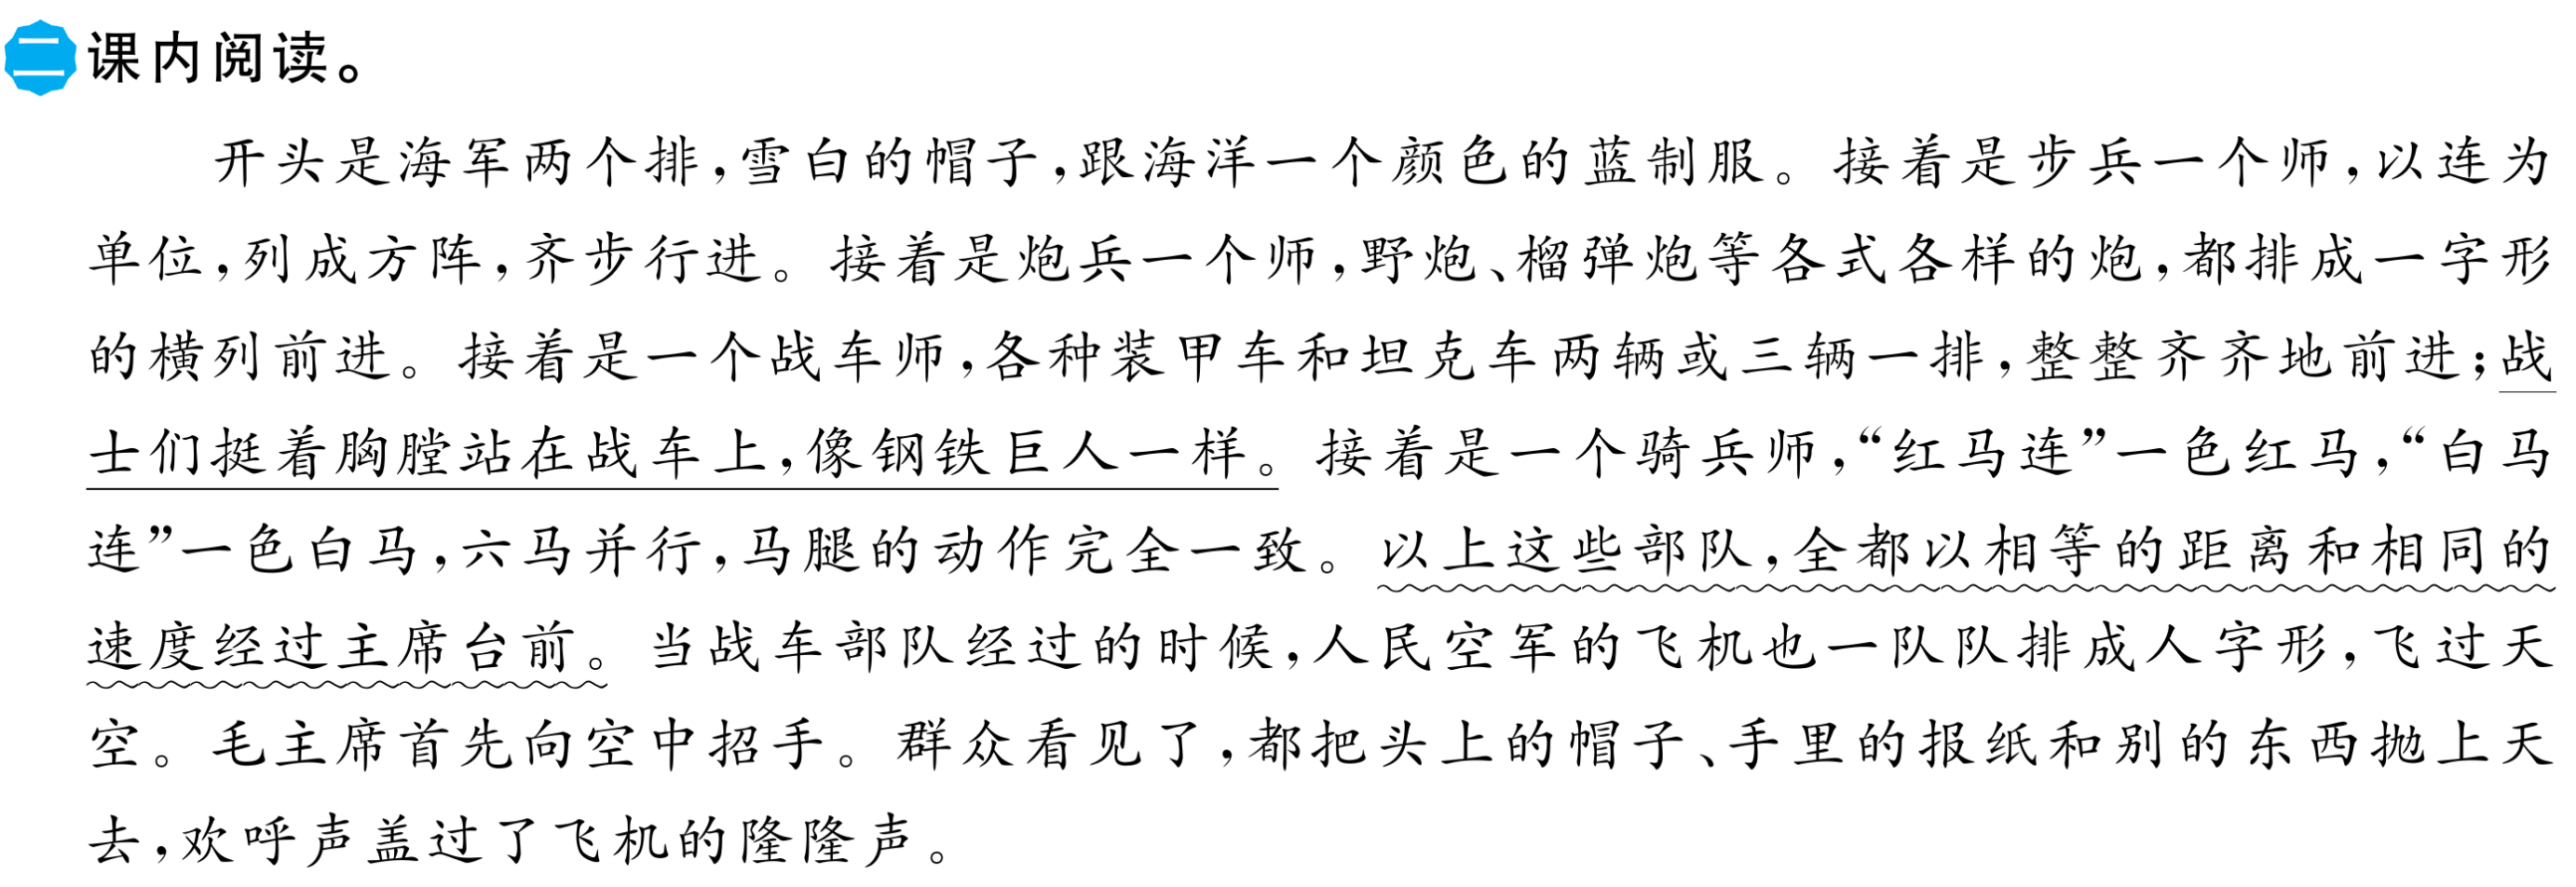 二 课内阅读。
开头是海军两个排,雪白的帽子,跟海洋一个颜色的蓝制服。接着是步兵一个师,以连为
单位,列成方阵,齐步行进。接着是炮兵一个师,野炮、榴弹炮等各式各样的炮,都排成一字形
的横列前进。接着是一个战车师,各种装甲车和坦克车两辆或三辆一排,整整齐齐地前进;战
士们挺着胸膛站在战车上,像钢铁巨人一样。接着是一个骑兵师,“红马连”一色红马,“白马
连”一色白马,六马并行,马腿的动作完全一致。以上这些部队,全都以相等的距离和相同的
速度经过主席台前。当战车部队经过的时候,人民空军的飞机也一队队排成人字形,飞过天
空。毛主席首先向空中招手。群众看见了,都把头上的帽子、手里的报纸和别的东西抛上天
去,欢呼声盖过了飞机的隆隆声。